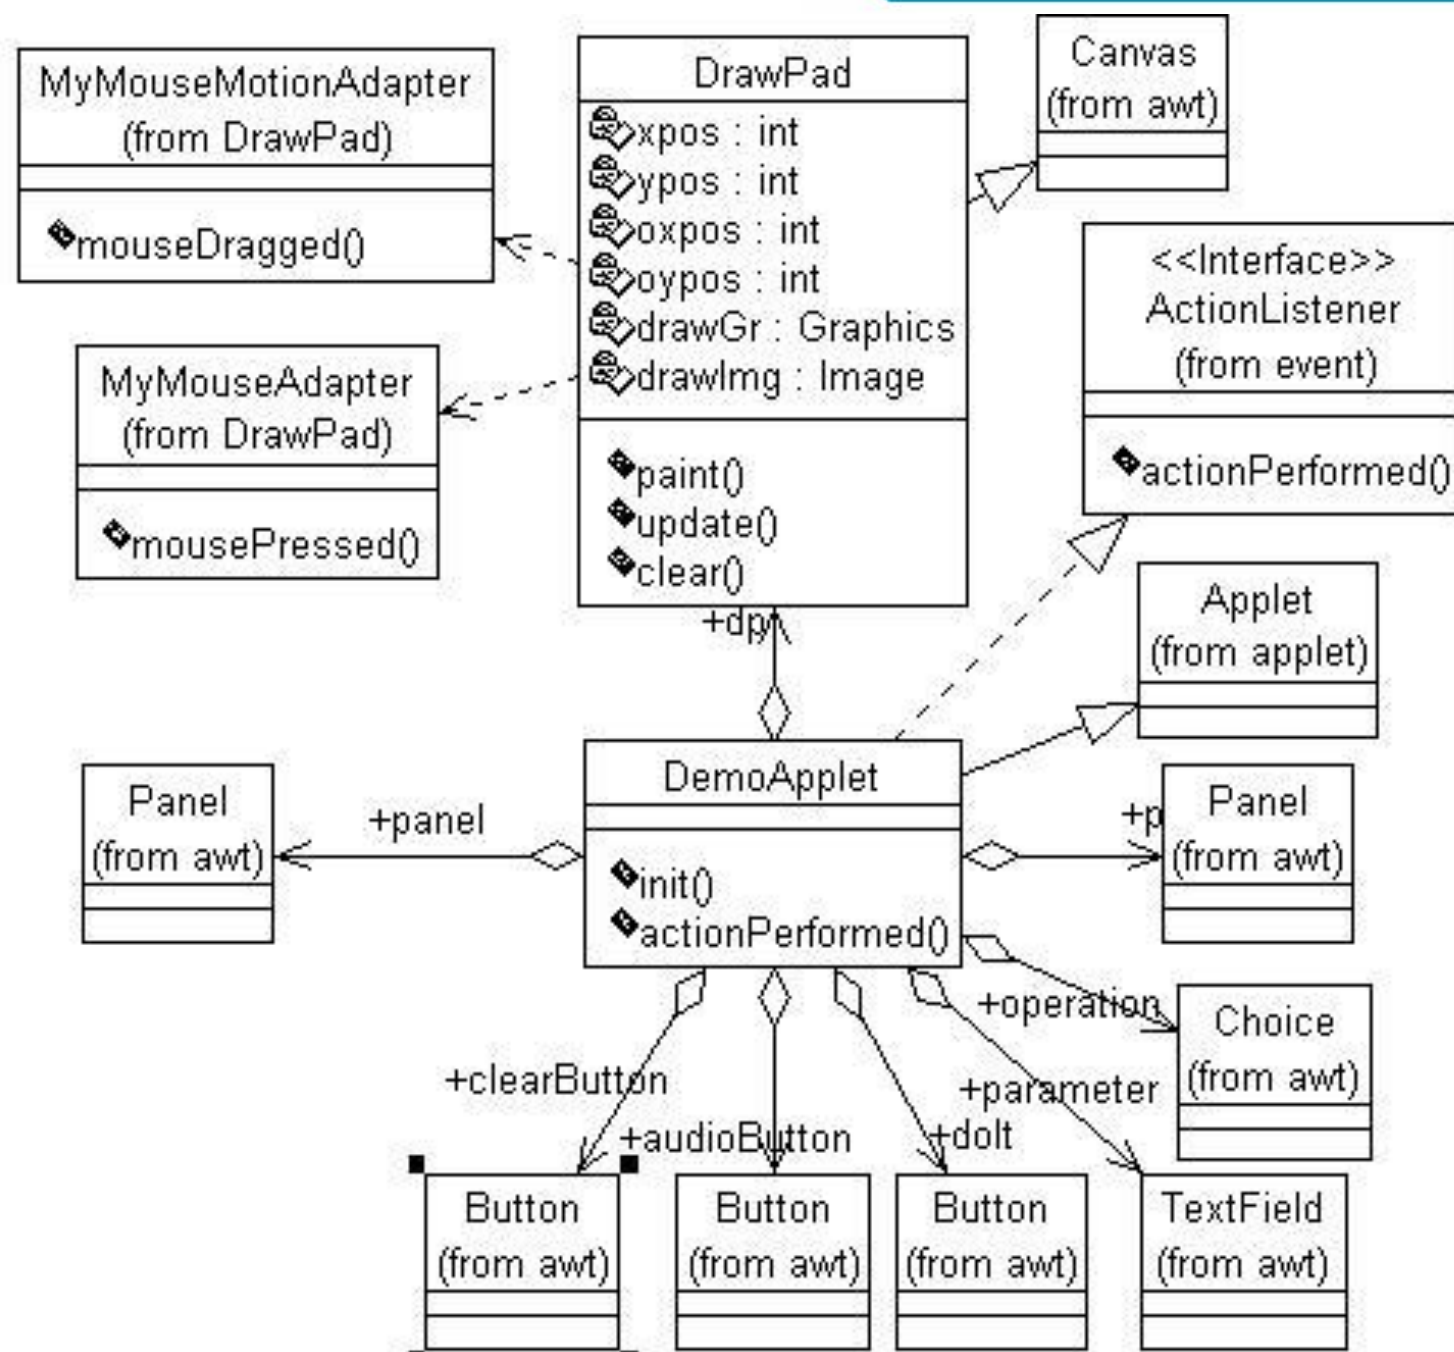 MyMouseMotionAdapter
(from DrawPad)
mouseDragged()
MyMouseAdapter
(from DrawPad)
mousePressed()
DrawPad
xpos : int
ypos : int
oxpos : int
oypos : int
drawGr : Graphics
drawImg : Image
paint()
update()
clear()
Canvas
(from awt)
<<Interface>>
ActionListener
(from event)
actionPerformed()
Applet
(from applet)
+dp
DemoApplet
init()
actionPerformed()
+panel
Panel
(from awt)
+p
Panel
(from awt)
+operation
Choice
(from awt)
+clearButton
+audioButton
+doIt
+parameter
Button
(from awt)
Button
(from awt)
Button
(from awt)
TextField
(from awt)